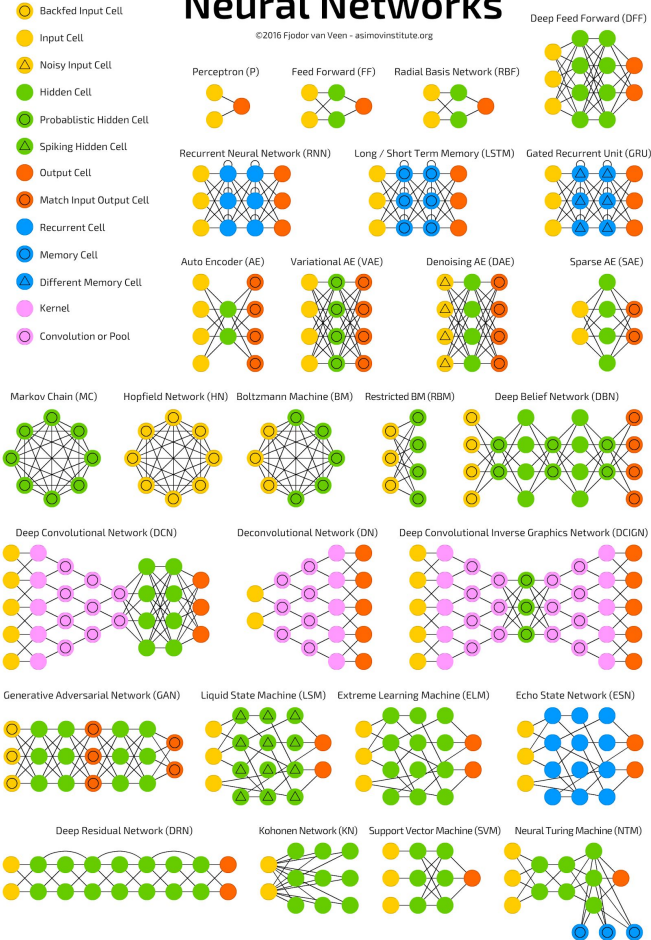 Neural Networks
©2016 Fjodor van Veen - asimovinstitute.org
Backfed Input Cell
Input Cell
Noisy Input Cell
Hidden Cell
Probablistic Hidden Cell
Spiking Hidden Cell
Output Cell
Match Input Output Cell
Recurrent Cell
Memory Cell
Different Memory Cell
Kernel
Convolution or Pool
Deep Feed Forward (DFF)
Perceptron (P)
Feed Forward (FF)
Radial Basis Network (RBF)
Recurrent Neural Network (RNN)
Long / Short Term Memory (LSTM)
Gated Recurrent Unit (GRU)
Auto Encoder (AE)
Variational AE (VAE)
Denoising AE (DAE)
Sparse AE (SAE)
Markov Chain (MC)
Hopfield Network (HN)
Boltzmann Machine (BM)
Restricted BM (RBM)
Deep Belief Network (DBN)
Deep Convolutional Network (DCN)
Deconvolutional Network (DN)
Deep Convolutional Inverse Graphics Network (DCIGN)
Generative Adversarial Network (GAN)
Liquid State Machine (LSM)
Extreme Learning Machine (ELM)
Echo State Network (ESN)
Deep Residual Network (DRN)
Kohonen Network (KN)
Support Vector Machine (SVM)
Neural Turing Machine (NTM)